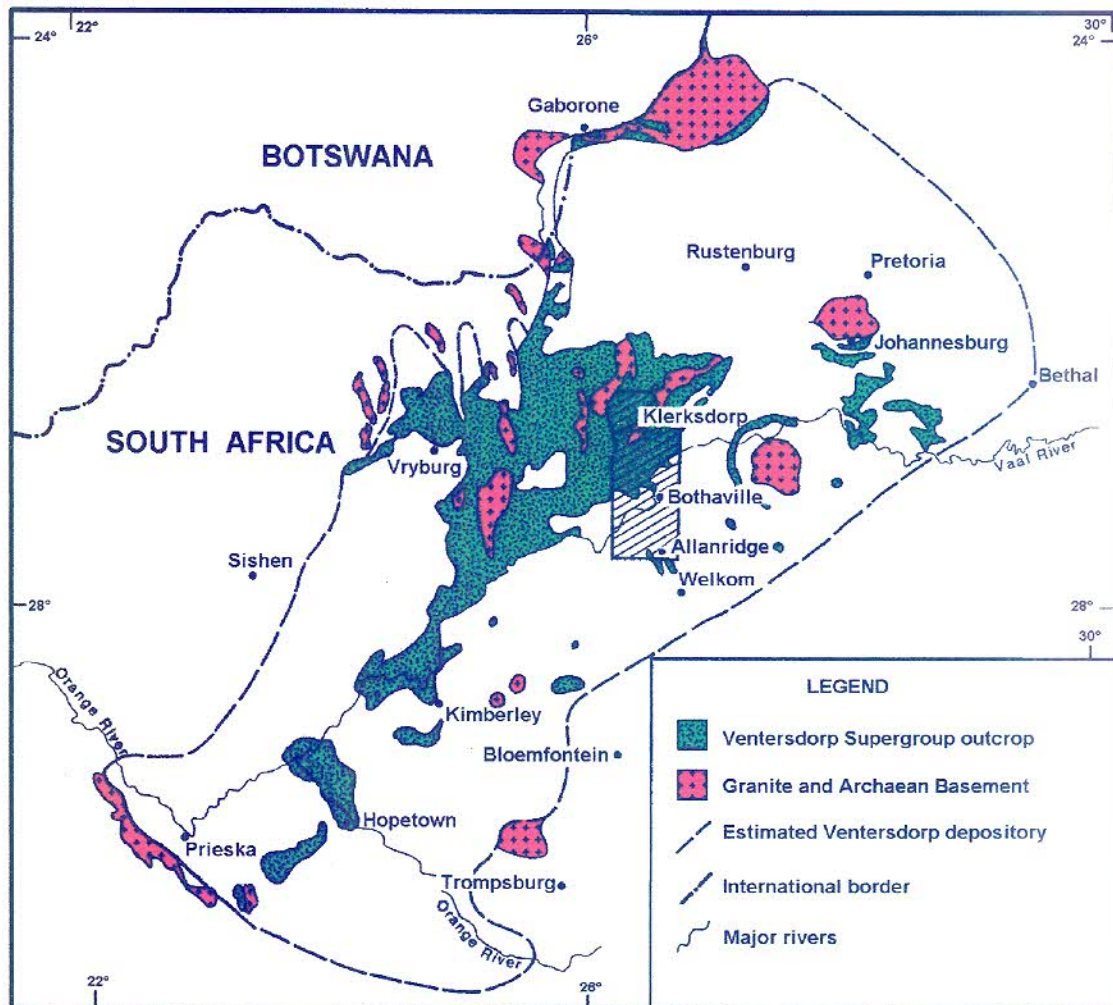 22°
26°
30°
24°
24°
Gaborone
BOTSWANA
Rustenburg
Pretoria
Johannesburg
Bethal
Klerksdorp
SOUTH AFRICA
Vryburg
Vaal River
Bothaville
Allanridge
Sishen
Welkom
28°
28°
30°
Orange River
Kimberley
Bloemfontein
Hopetown
Prieska
Trompsburg
Orange River
LEGEND
Ventersdorp Supergroup outcrop
Granite and Archaean Basement
Estimated Ventersdorp depository
International border
Major rivers
22°
26°